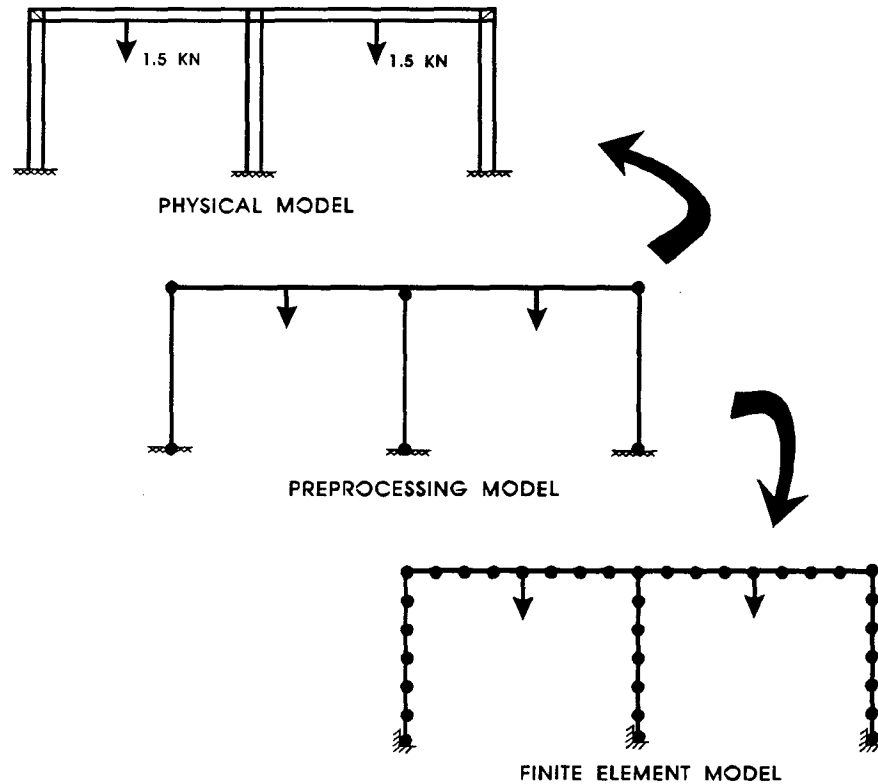 1.5 KN
1.5 KN
PHYSICAL MODEL
PREPROCESSING MODEL
FINITE ELEMENT MODEL